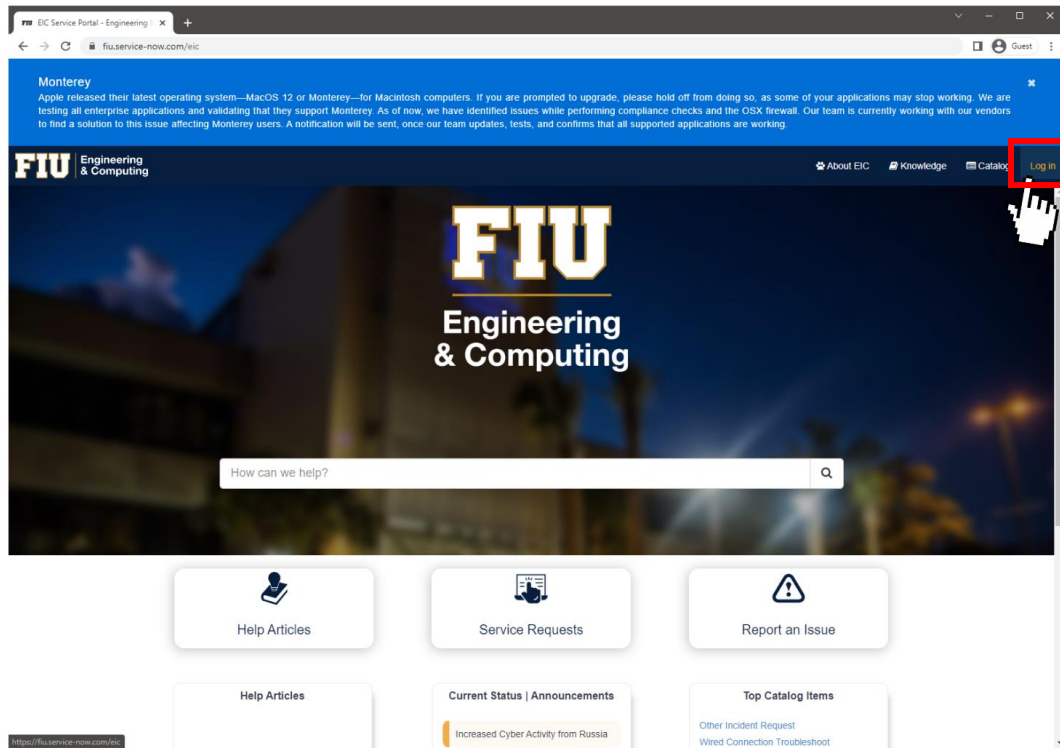 FIU EIC Service Portal - Engineering
fiu.service-now.com/eic
Guest
Monterey
Apple released their latest operating system—MacOS 12 or Monterey—for Macintosh computers. If you are prompted to upgrade, please hold off from doing so, as some of your applications may stop working. We are
testing all enterprise applications and validating that they support Monterey. As of now, we have identified issues while performing compliance checks and the OSX firewall. Our team is currently working with our vendors
to find a solution to this issue affecting Monterey users. A notification will be sent, once our team updates, tests, and confirms that all supported applications are working.
FIU Engineering
& Computing
About EIC Knowledge Catalog Log in
FIU
Engineering
& Computing
How can we help?
Help Articles Service Requests Report an Issue
Help Articles Current Status | Announcements Top Catalog Items
Increased Cyber Activity from Russia
Other Incident Request
Wired Connection Troubleshoot
https://fiu.service-now.com/eic